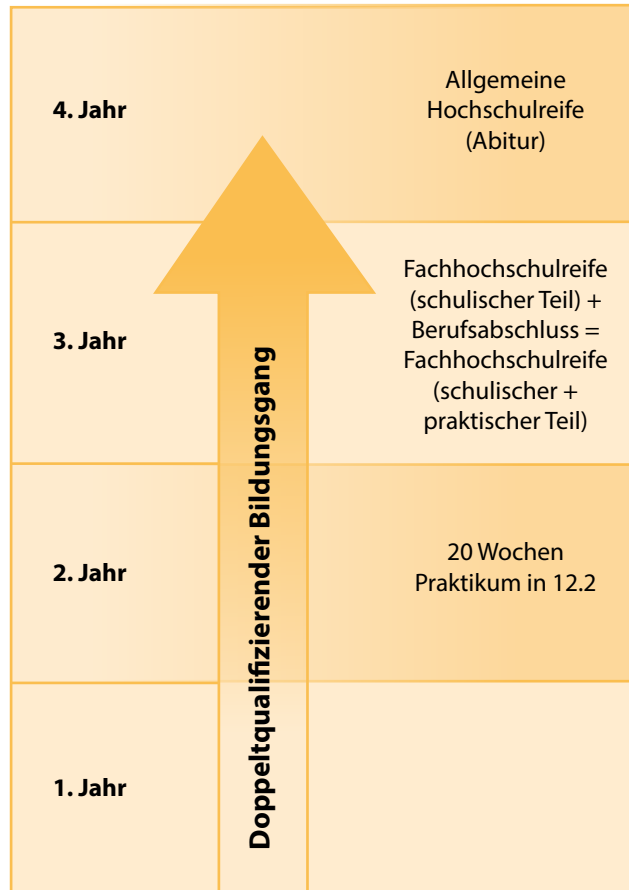 4. Jahr
Allgemeine
Hochschulreife
(Abitur)
3. Jahr
Fachhochschulreife
(schulischer Teil) +
Berufsabschluss =
Fachhochschulreife
(schulischer +
praktischer Teil)
2. Jahr
20 Wochen
Praktikum in 12.2
1. Jahr
Doppeltqualifizierender Bildungsgang